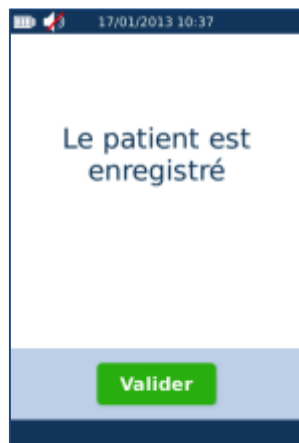 17/01/2013 10:37
Le patient est
enregistré
Valider